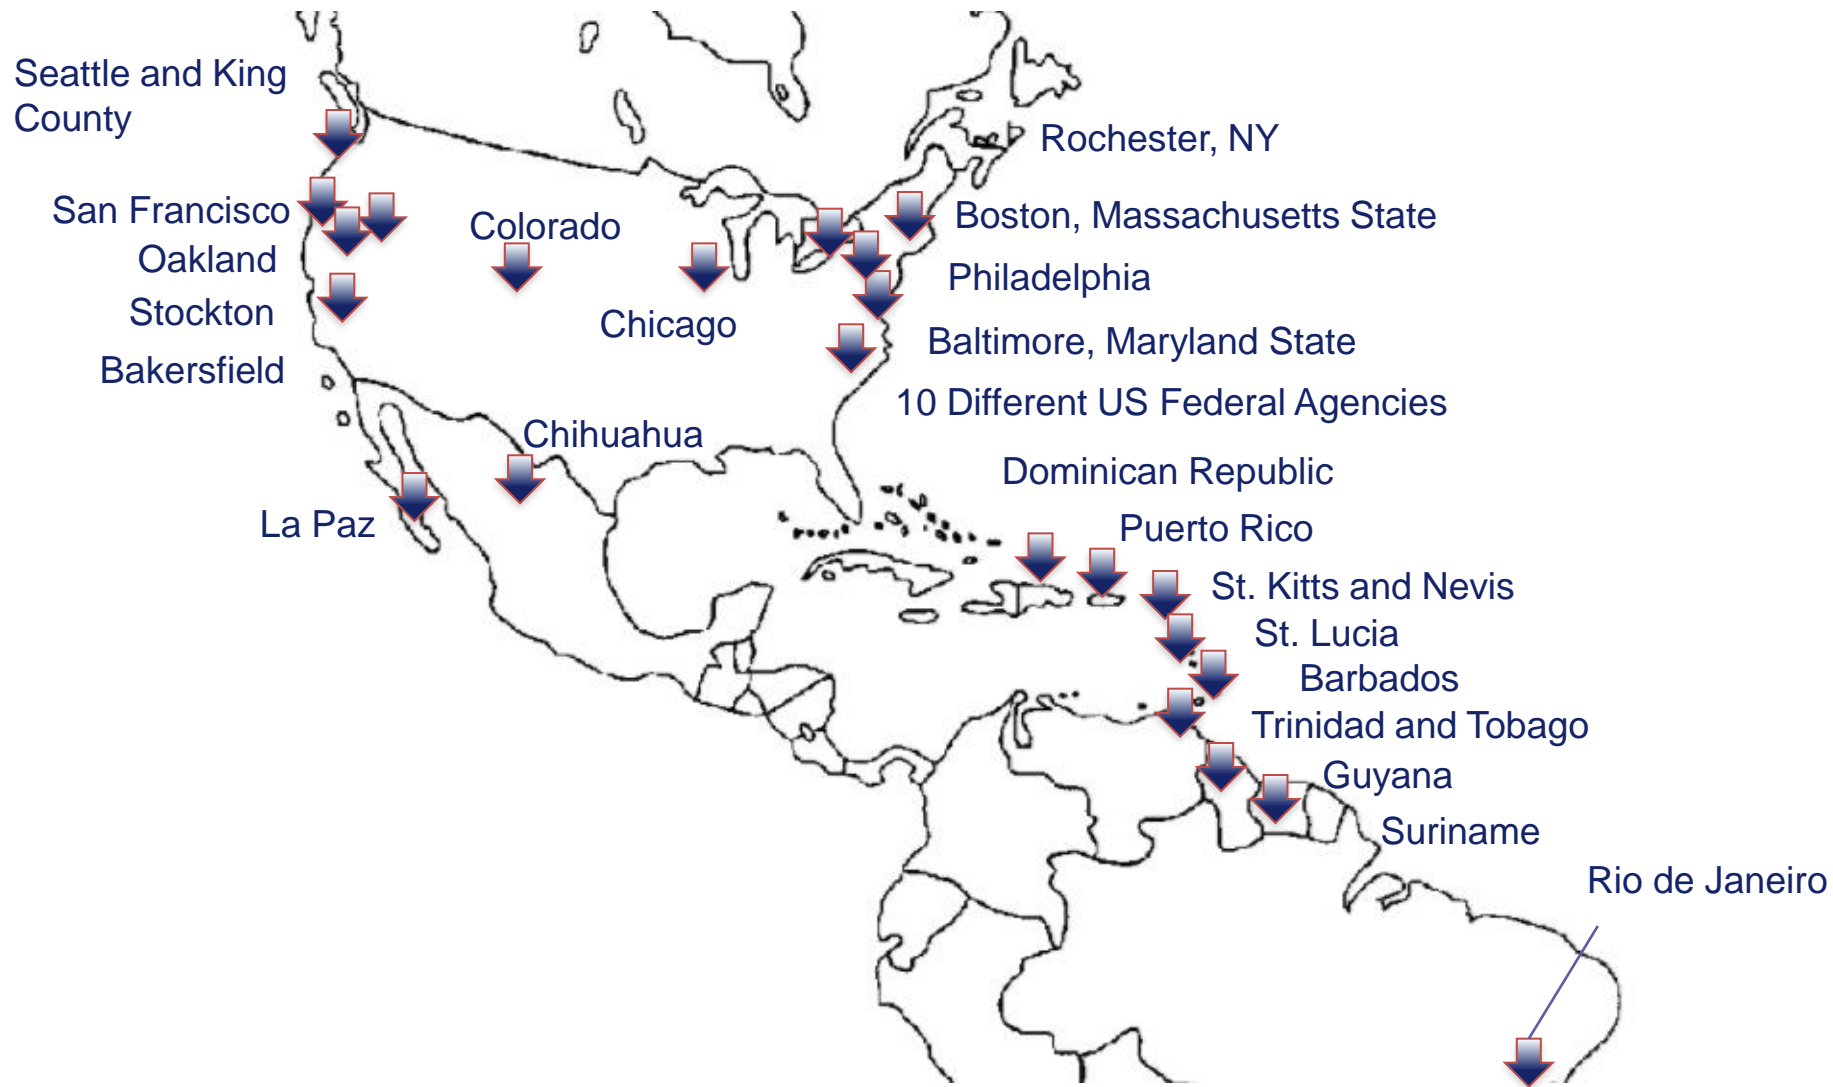 Seattle and King
County
Rochester, NY
San Francisco
Colorado
Boston, Massachusetts State
Oakland
Philadelphia
Stockton
Chicago
Baltimore, Maryland State
Bakersfield
10 Different US Federal Agencies
Chihuahua
Dominican Republic
La Paz
Puerto Rico
St. Kitts and Nevis
St. Lucia
Barbados
Trinidad and Tobago
Guyana
Suriname
Rio de Janeiro